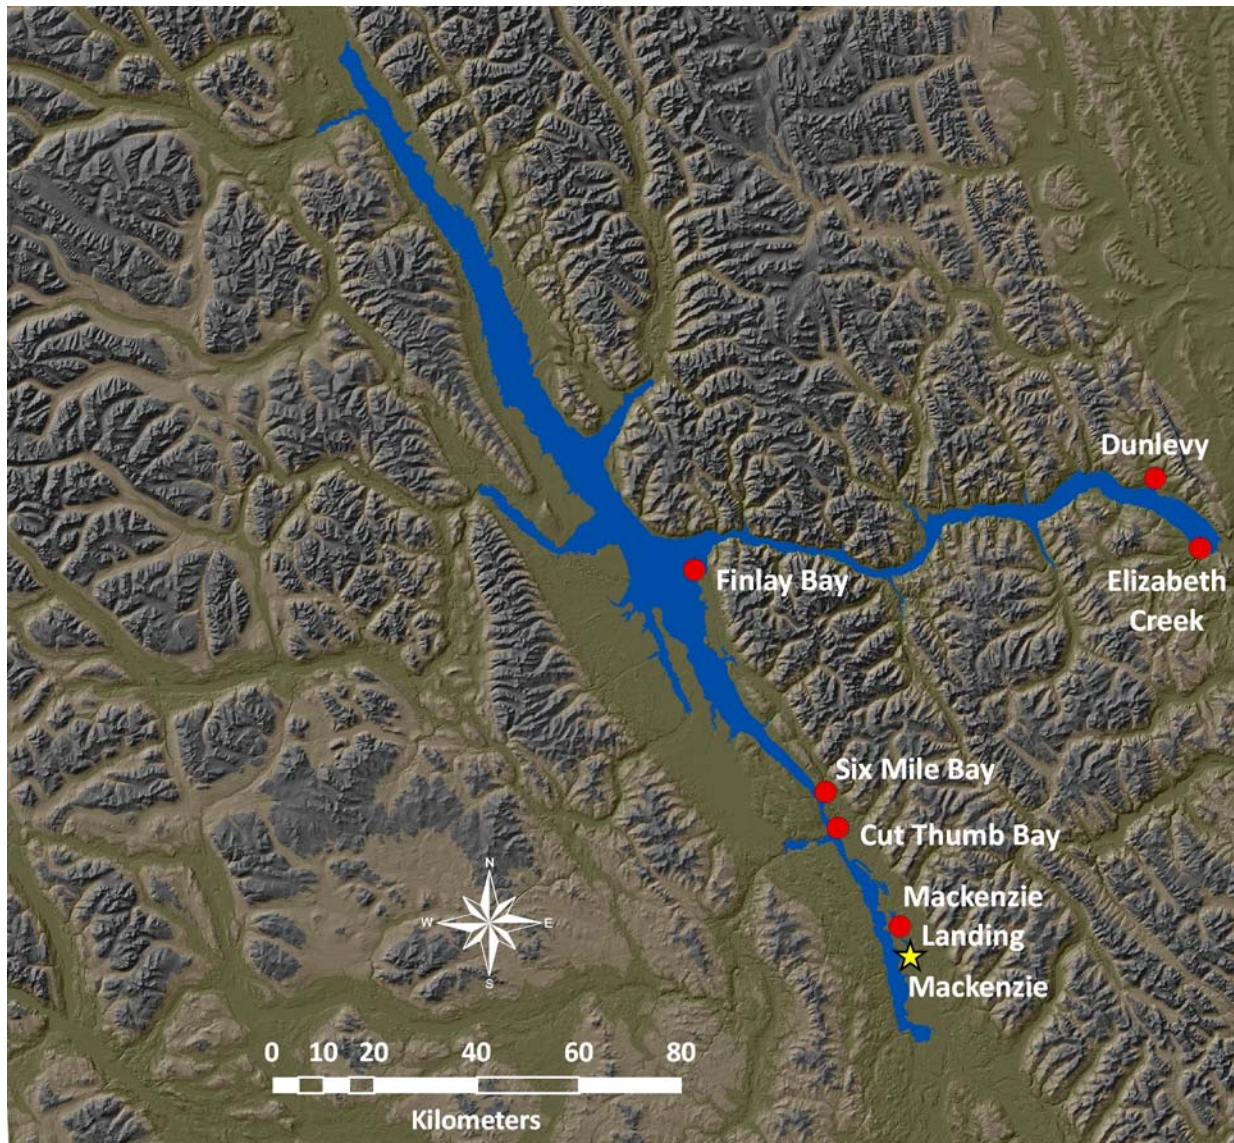 Dunlevy
Finlay Bay
Elizabeth
Creek
Six Mile Bay
Cut Thumb Bay
N
W
E
S
Mackenzie
Landing
Mackenzie
0 10 20 40 60 80
Kilometers